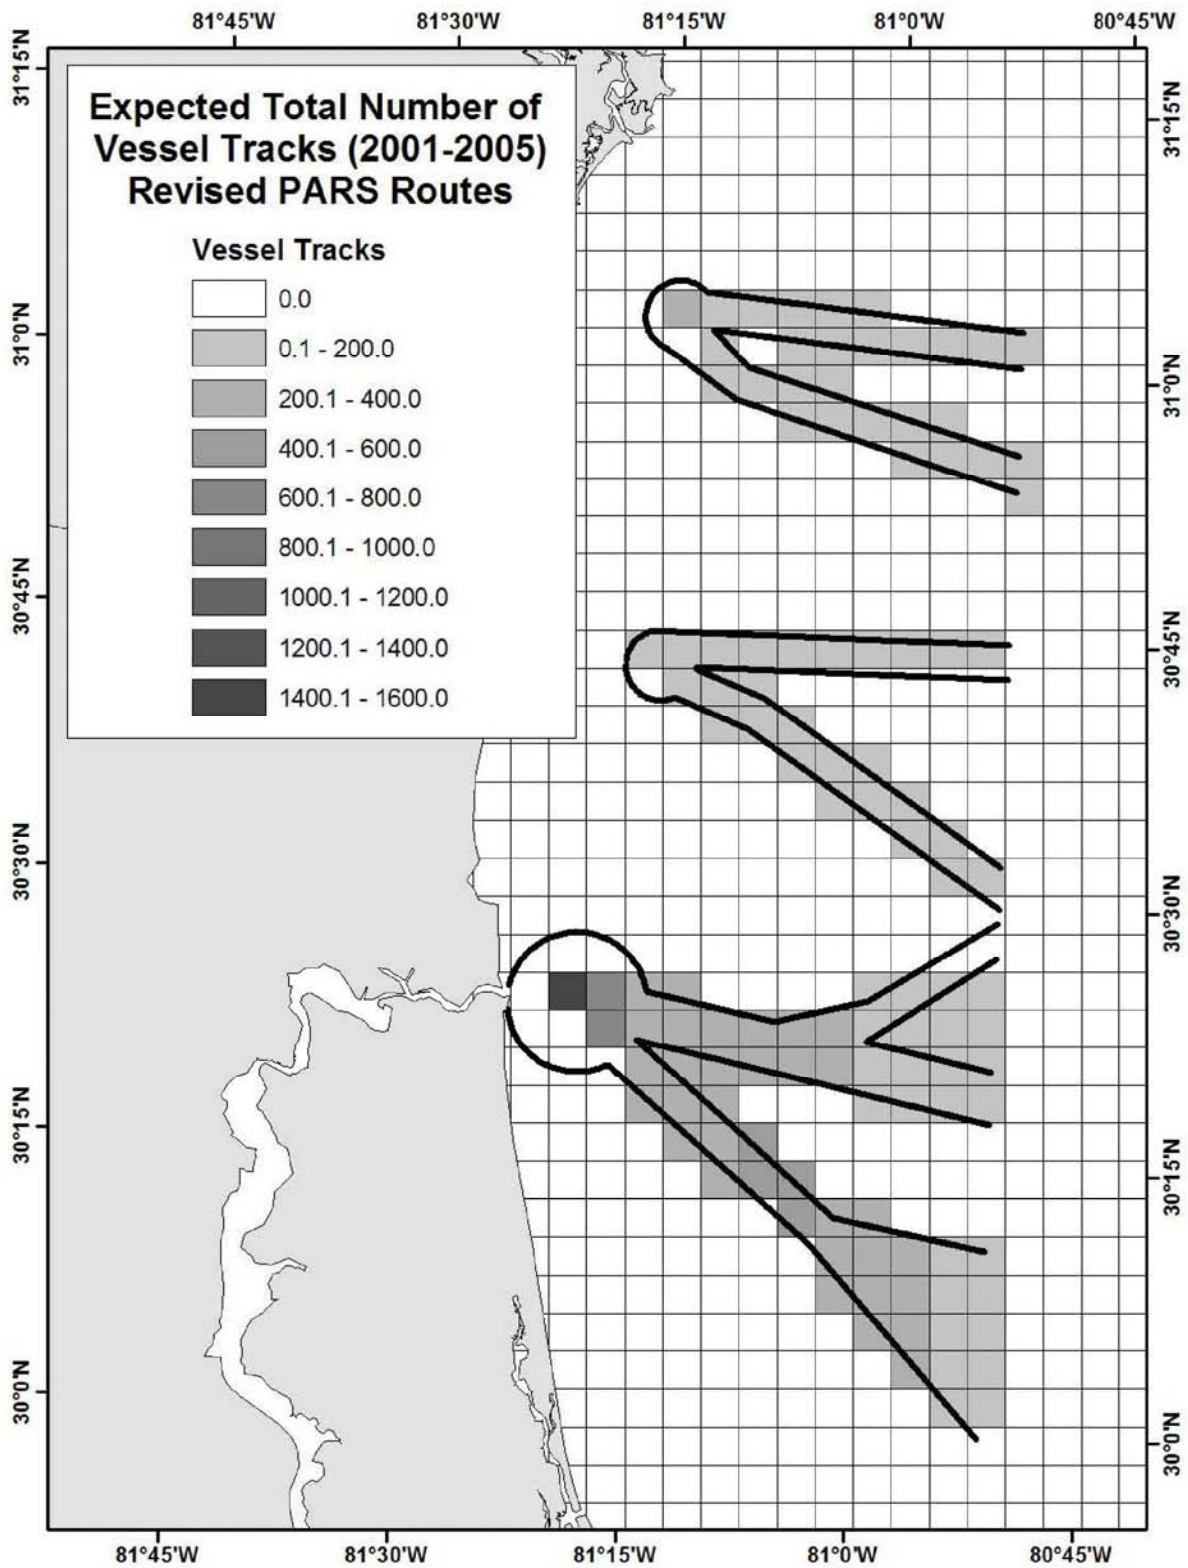 81°45'W 81°30'W 81°15'W 81°0'W 80°45'W
31°15'N
31°15'N
Expected Total Number of
Vessel Tracks (2001-2005)
Revised PARS Routes
Vessel Tracks
0.0
0.1 - 200.0
200.1 - 400.0
400.1 - 600.0
600.1 - 800.0
800.1 - 1000.0
1000.1 - 1200.0
1200.1 - 1400.0
1400.1 - 1600.0
31°0'N
31°0'N
30°45'N
30°45'N
30°30'N
30°30'N
30°15'N
30°15'N
30°0'N
30°0'N
81°45'W 81°30'W 81°15'W 81°0'W 80°45'W